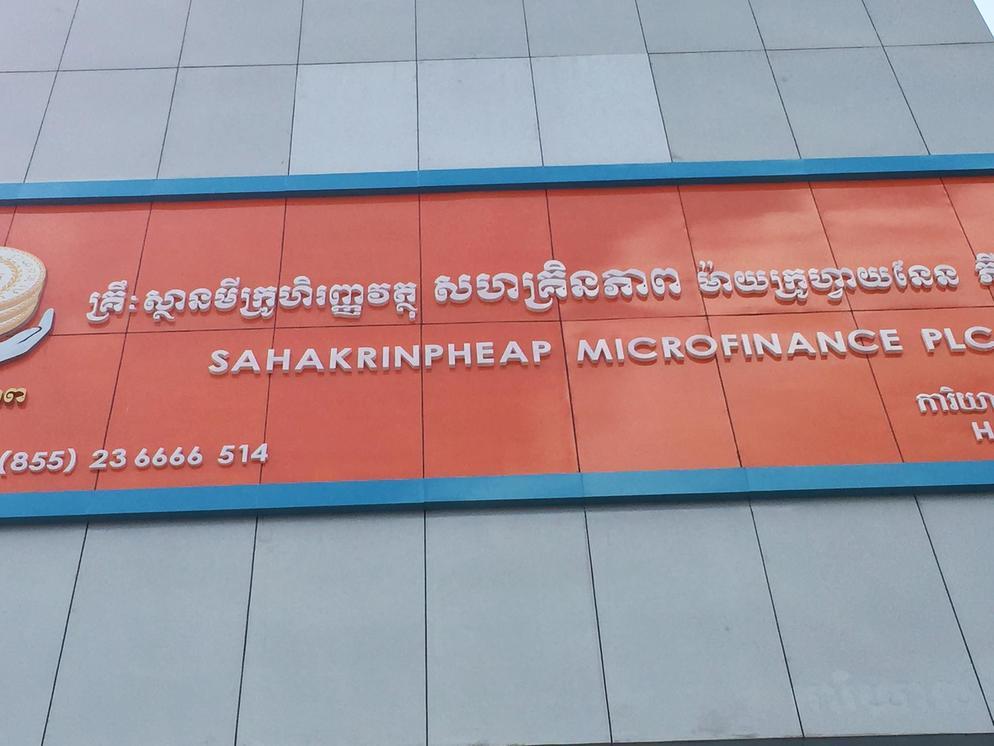 គ្រឹះស្ថានមីក្រូហិរញ្ញវត្ថុ សហគ្រិនភាព ម៉ាយក្រូហ្វាយនែន
SAHAKRINPHEAP MICROFINANCE PLC
(855) 23 6666 514